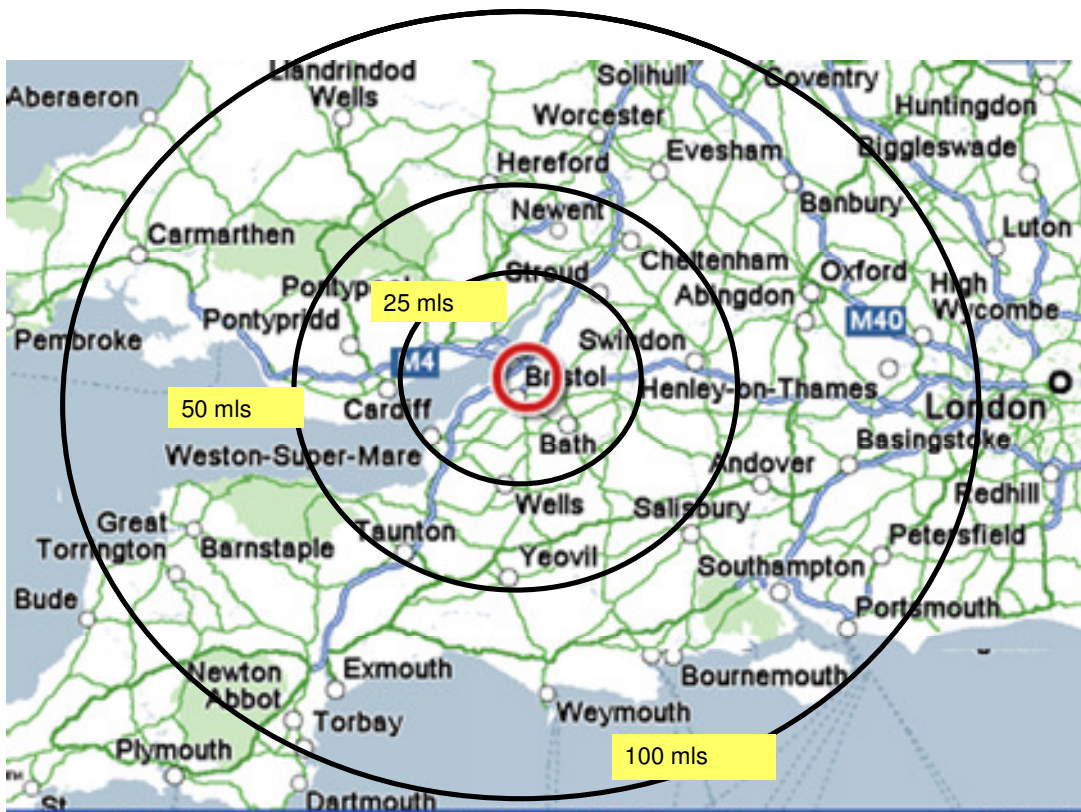 Llandrindod
Wells
Solihull
Coventry
Aberaeron
Huntingdon
Worcester
Evesham
Biggleswade
Hereford
Banbury
Newent
Luton
Carmarthen
Cheltenham
Stroud
Oxford
High
Wycombe
Abingdon
25 mls
Pontypridd
M40
Pembroke
Swindon
M4
Bristol
Henley-on-Thames
50 mls
Cardiff
London
Bath
Basingstoke
Weston-Super-Mare
Andover
Redhill
Wells
Salisbury
Great
Torrington
Barnstaple
Taunton
Yeovil
Petersfield
Southampton
Bude
Portsmouth
Newton
Abbot
Exmouth
Bournemouth
Torbay
Weymouth
Plymouth
100 mls
Dartmouth
St